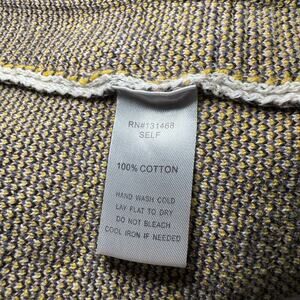 RN#131468
SELF
100% COTTON
HAND WASH COLD
LAY FLAT TO DRY
DO NOT BLEACH
COOL IRON IF NEEDED